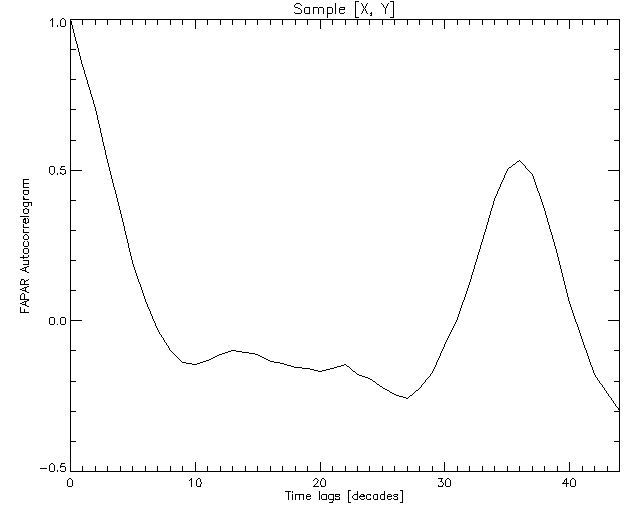 Sample [X, Y]
1.0
0.5
0.0
-0.5
FAPAR Autocorrelogram
0 10 20 30 40
Time lags [decades]